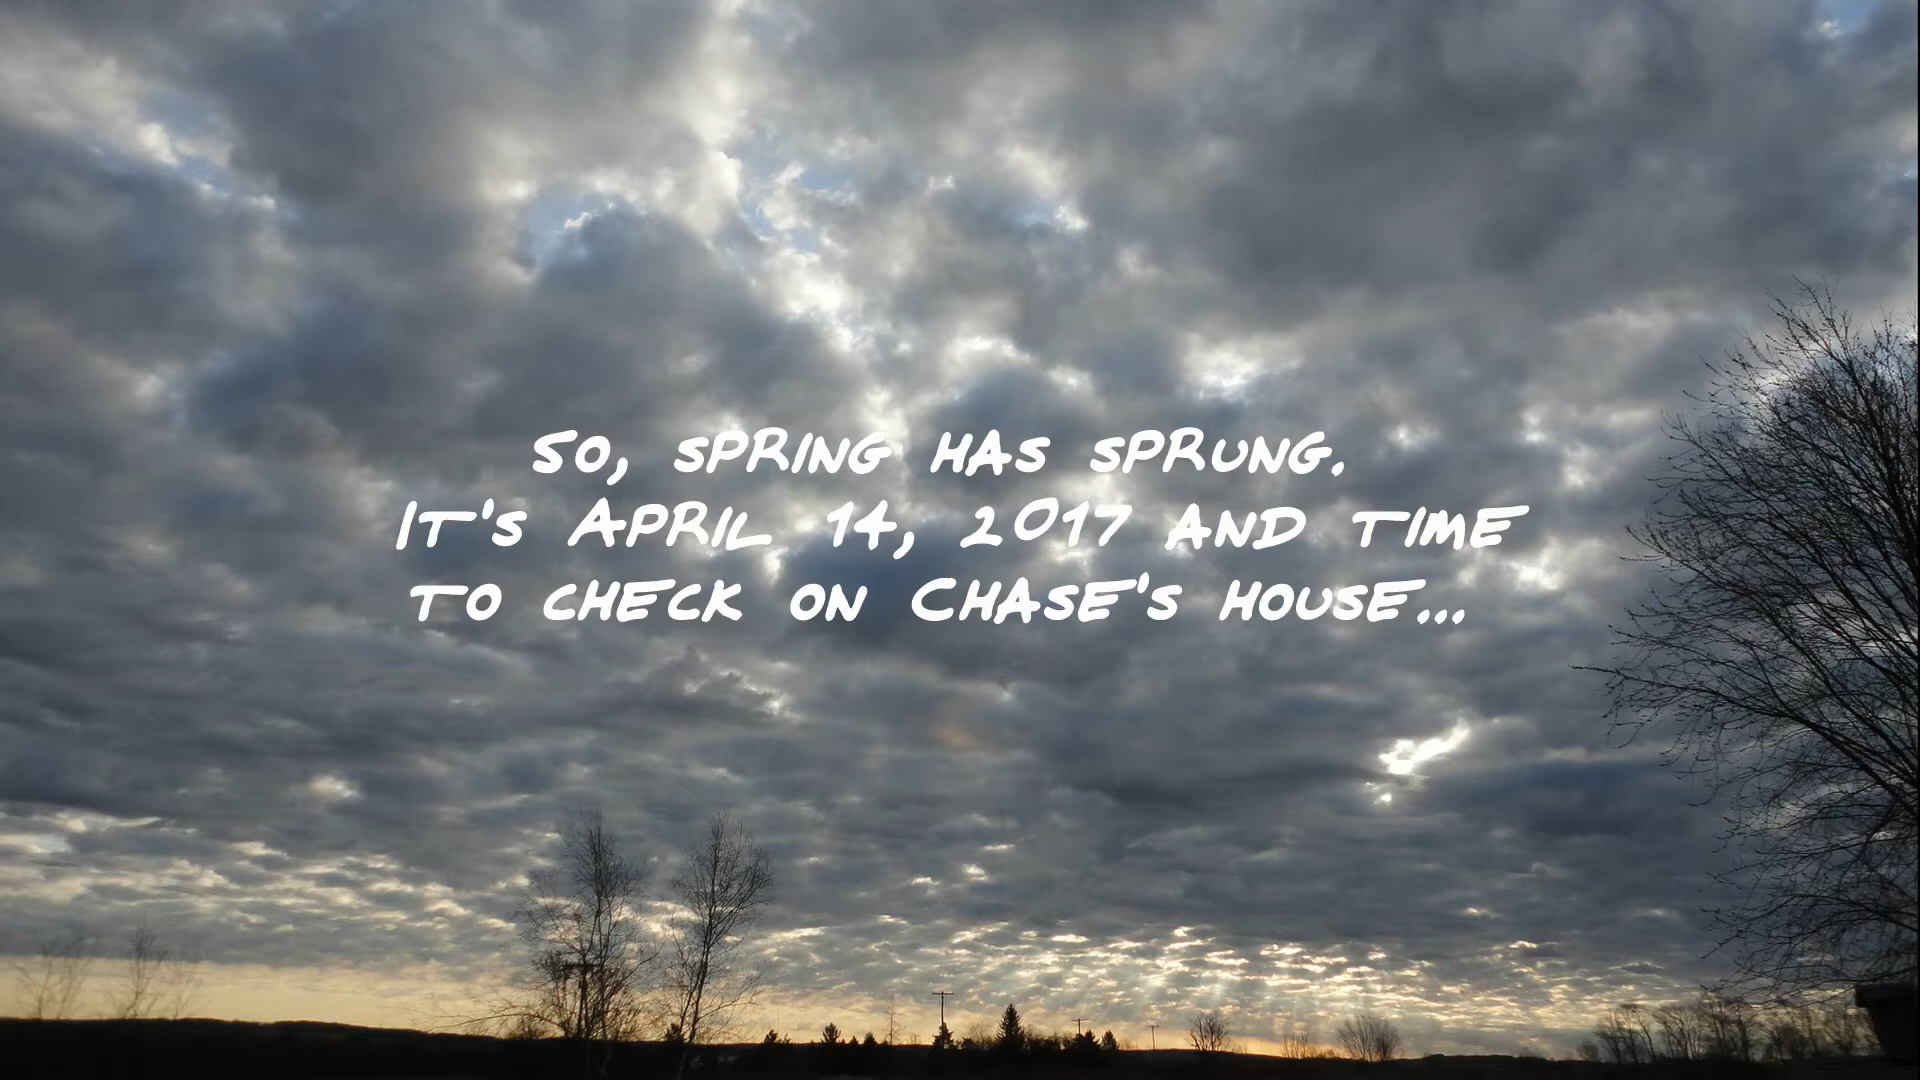 So, spring has sprung.
It's April 14, 2017 and time
to check on Chase's house...